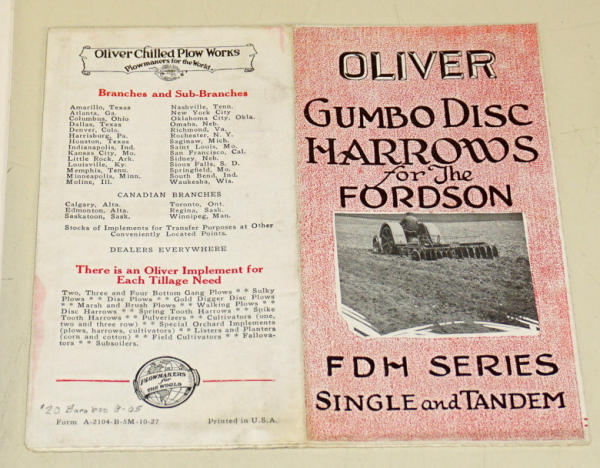 Oliver Chilled Plow Works
Plowmakers for the World
Branches and Sub-Branches
Amarillo, Texas
Atlanta, Ga.
Columbus, Ohio
Dallas, Texas
Denver, Colo.
Harrisburg, Pa.
Houston, Texas
Indianapolis, Ind.
Kansas City, Mo.
Little Rock, Ark.
Louisville, Ky.
Memphis, Tenn.
Minneapolis, Minn.
Moline, Ill.
Nashville, Tenn.
New York City
Oklahoma City, Okla.
Omaha, Neb.
Richmond, Va.
Rochester, N. Y.
Saginaw, Mich.
Saint Louis, Mo.
San Francisco, Cal.
Sidney, Neb.
Sioux Falls, S. D.
Springfield, Mo.
South Bend, Ind.
Waukesha, Wis.
CANADIAN BRANCHES
Calgary, Alta.
Edmonton, Alta.
Saskatoon, Sask.
Toronto, Ont.
Regina, Sask.
Winnipeg, Man.
Stocks of Implements for Transfer Purposes at Other
Conveniently Located Points.
DEALERS EVERYWHERE
There is an Oliver Implement for
Each Tillage Need
Two, Three and Four Bottom Gang Plows * * Sulky
Plows * * Disc Plows * * Gold Digger Disc Plows
* * Marsh and Brush Plows * * Walking Plows * *
Disc Harrows * * Spring Tooth Harrows * * Spike
Tooth Harrows * * Pulverizers * * Cultivators (one,
two and three row) * * Special Orchard Implements
(plows, harrows, cultivators) * * Listers and Planters
(corn and cotton) * * Field Cultivators * * Fallova-
tors * * Subsoilers.
PLOWMAKERS
for
THE WORLD
$20
Form A-2104-B-5M-10-27
Printed in U.S.A.
OLIVER
GUMBO DISC
HARROWS
for The
FORDSON
FDH SERIES
SINGLE and TANDEM